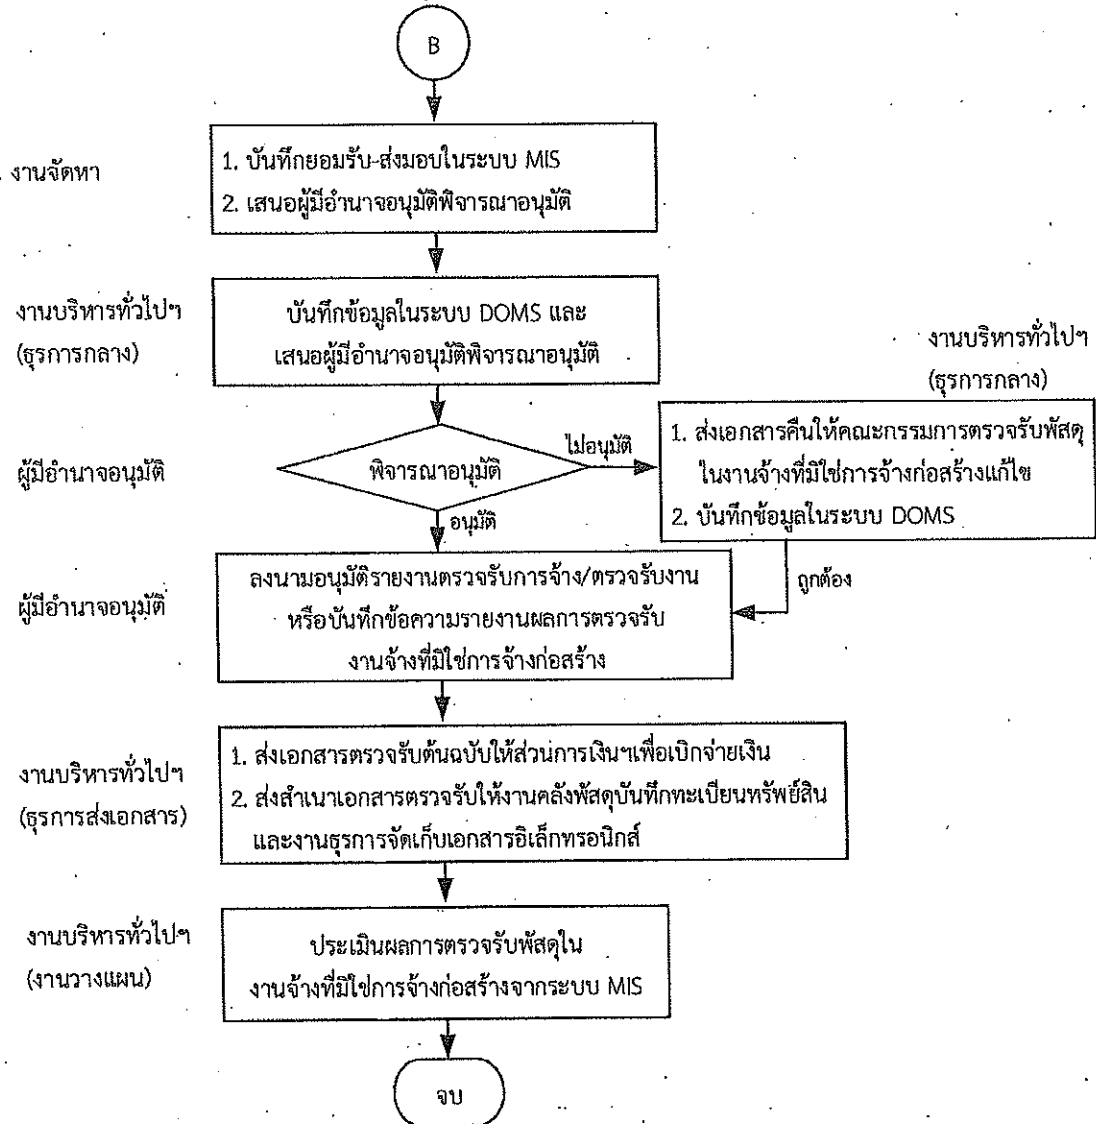 B
งานจัดหา
1. บันทึกยอมรับ-ส่งมอบในระบบ MIS
2. เสนอผู้มีอำนาจอนุมัติพิจารณาอนุมัติ
งานบริหารทั่วไปฯ
(ธุรการกลาง)
บันทึกข้อมูลในระบบ DOMS และ
เสนอผู้มีอำนาจอนุมัติพิจารณาอนุมัติ
งานบริหารทั่วไปฯ
(ธุรการกลาง)
ผู้มีอำนาจอนุมัติ
พิจารณาอนุมัติ
ไม่อนุมัติ
1. ส่งเอกสารคืนให้คณะกรรมการตรวจรับพัสดุ
ในงานจ้างที่มิใช่การจ้างก่อสร้างแก้ไข
2. บันทึกข้อมูลในระบบ DOMS
อนุมัติ
ถูกต้อง
ผู้มีอำนาจอนุมัติ
ลงนามอนุมัติรายงานตรวจรับการจ้าง/ตรวจรับงาน
หรือบันทึกข้อความรายงานผลการตรวจรับ
งานจ้างที่มิใช่การจ้างก่อสร้าง
งานบริหารทั่วไปฯ
(ธุรการส่งเอกสาร)
1. ส่งเอกสารตรวจรับต้นฉบับให้ส่วนการเงินฯเพื่อเบิกจ่ายเงิน
2. ส่งสำเนาเอกสารตรวจรับให้งานคลังพัสดุบันทึกทะเบียนทรัพย์สิน
และงานธุรการจัดเก็บเอกสารอิเล็กทรอนิกส์
งานบริหารทั่วไปฯ
(งานวางแผน)
ประเมินผลการตรวจรับพัสดุใน
งานจ้างที่มิใช่การจ้างก่อสร้างจากระบบ MIS
จบ